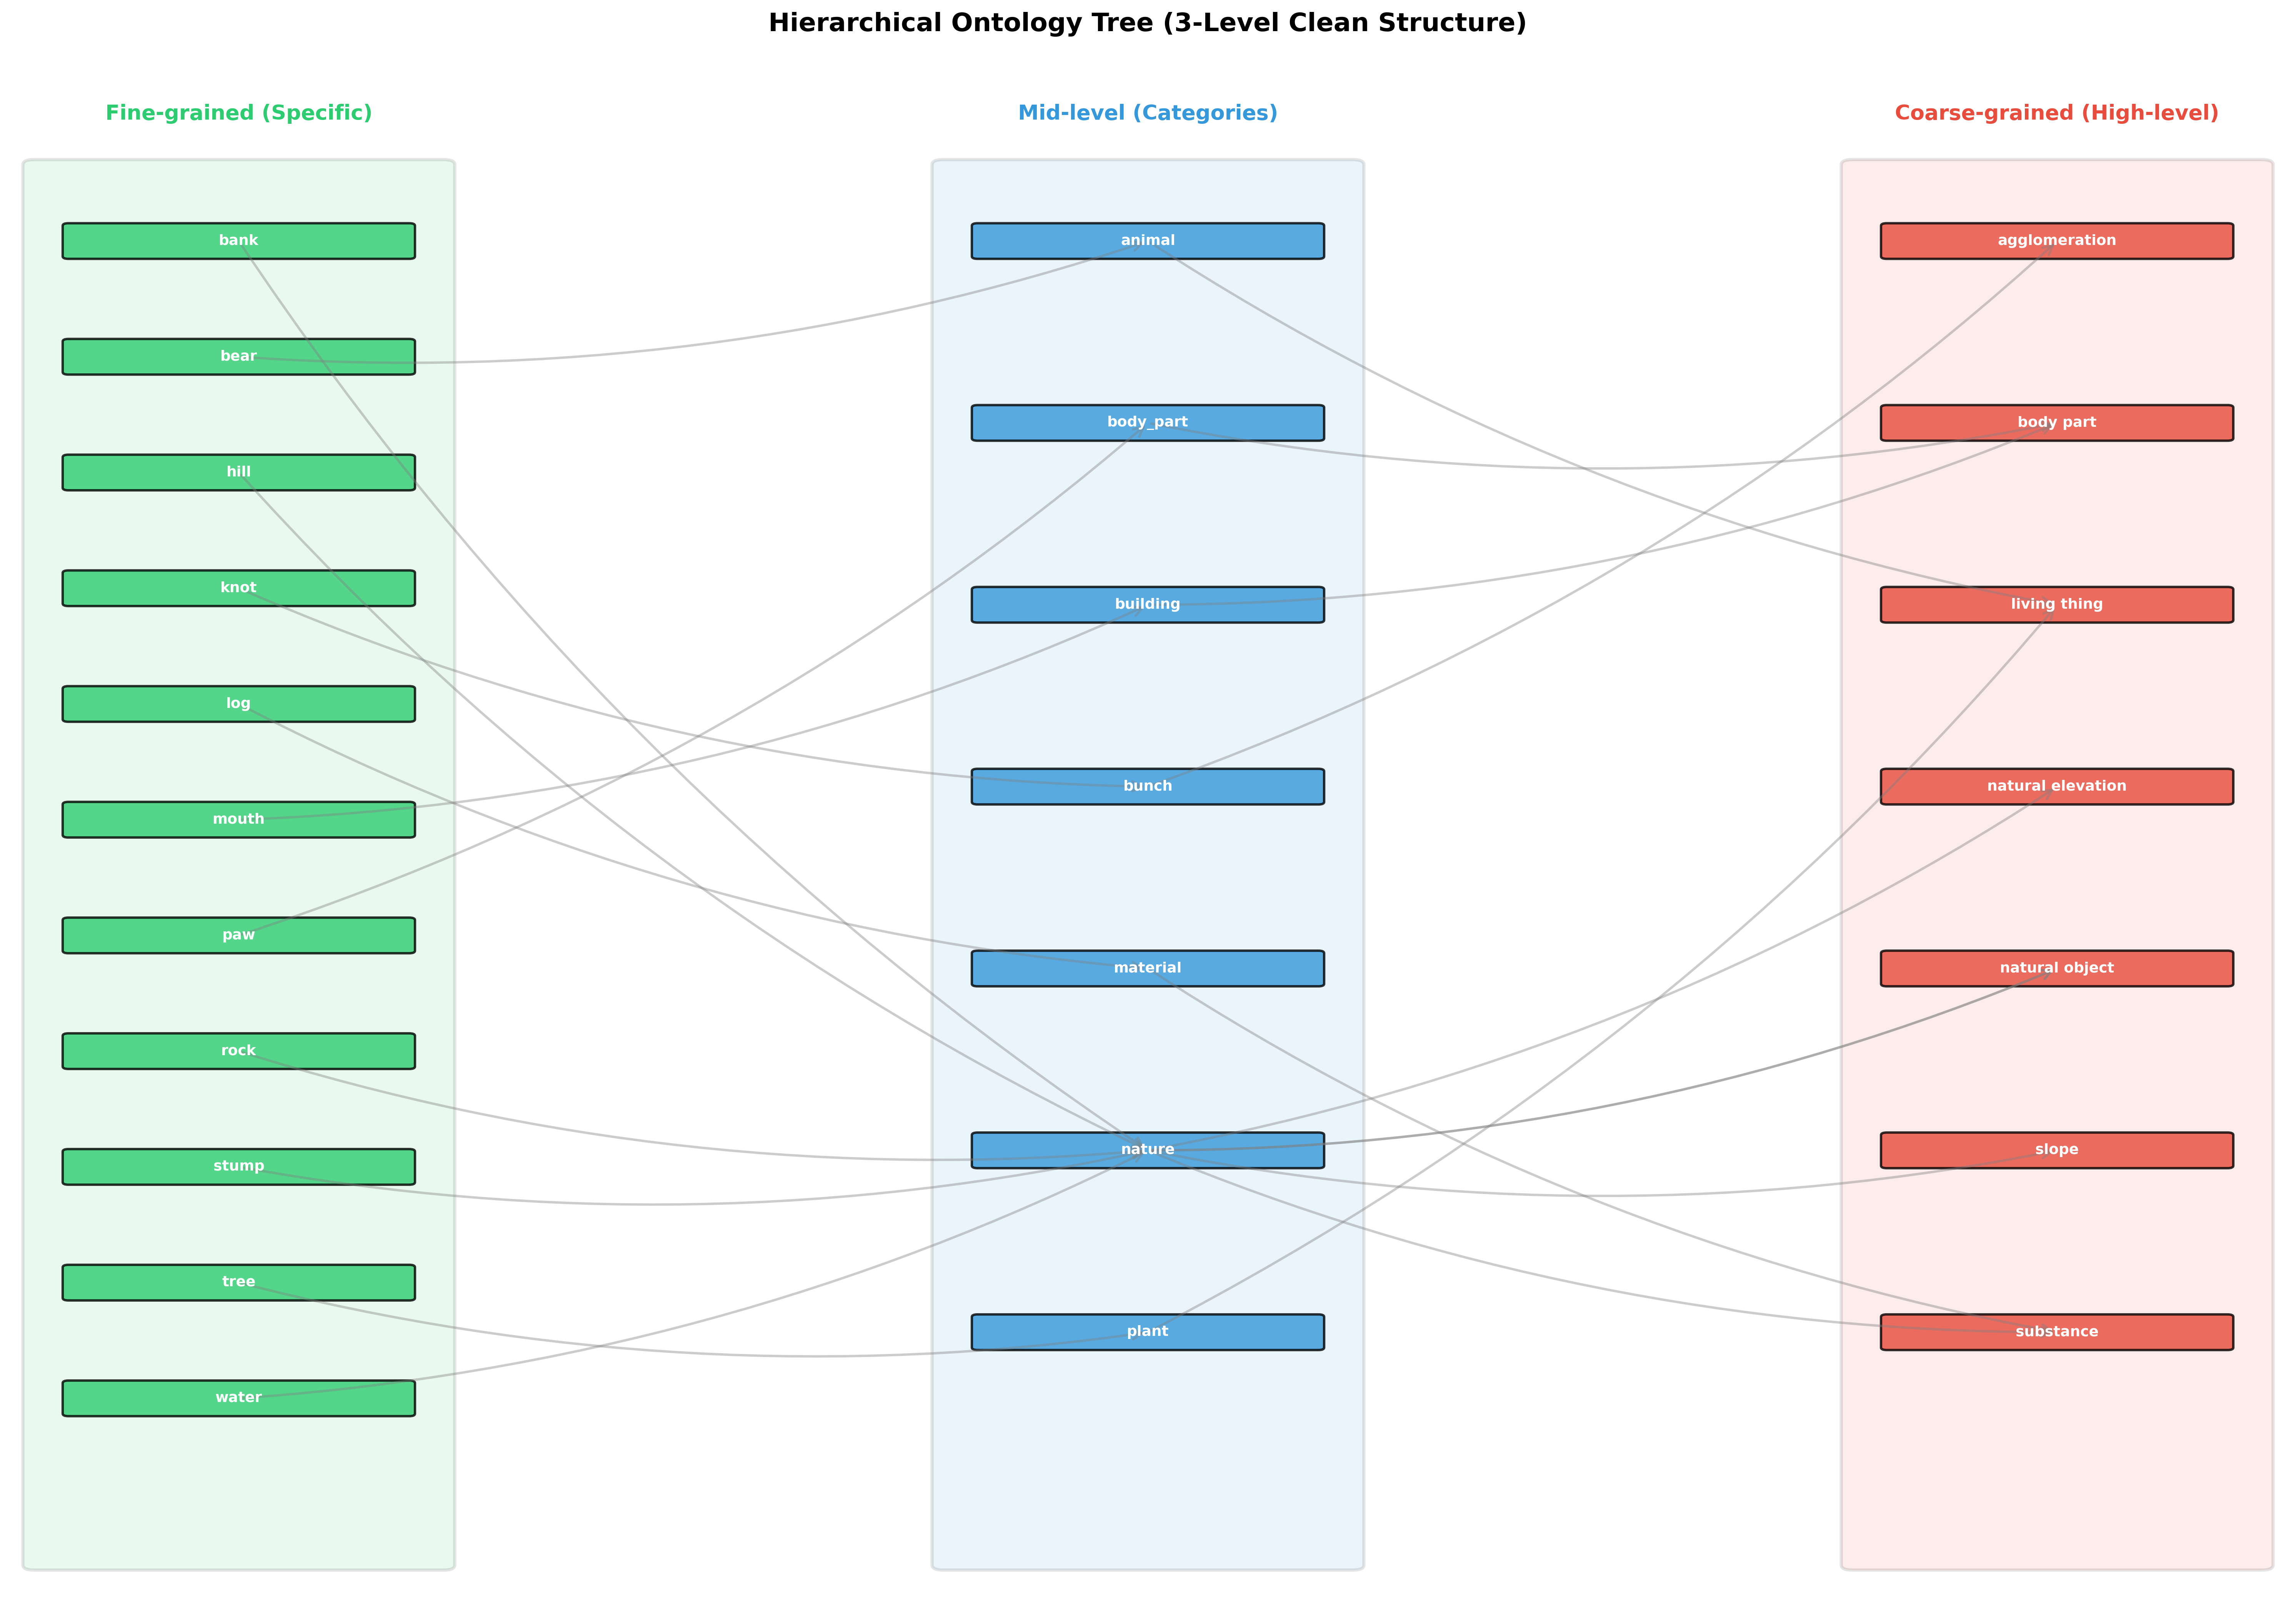 Hierarchical Ontology Tree (3-Level Clean Structure)
Fine-grained (Specific)
bank
bear
hill
knot
log
mouth
paw
rock
stump
tree
water
Mid-level (Categories)
animal
body_part
building
bunch
material
nature
plant
Coarse-grained (High-level)
agglomeration
body part
living thing
natural elevation
natural object
slope
substance